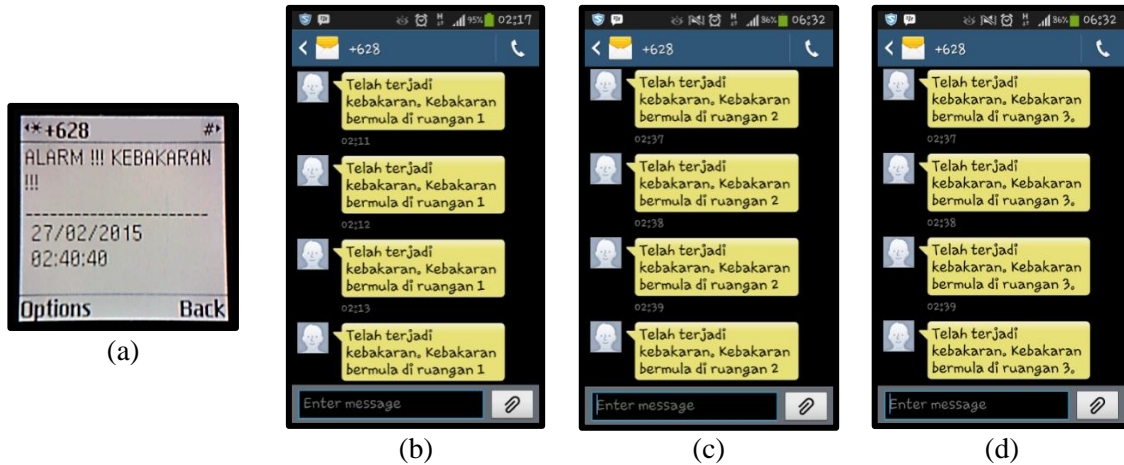 *+628 #
ALARM !!! KEBAKARAN
!!!
-----------------------
27/02/2015
02:40:40
Options Back
(a)
95% 02:17
+628
Telah terjadi
kebakaran. Kebakaran
bermula di ruangan 1
02:11
Telah terjadi
kebakaran. Kebakaran
bermula di ruangan 1
02:12
Telah terjadi
kebakaran. Kebakaran
bermula di ruangan 1
02:13
Telah terjadi
kebakaran. Kebakaran
bermula di ruangan 1
Enter message
(b)
86% 06:32
+628
Telah terjadi
kebakaran. Kebakaran
bermula di ruangan 2
02:37
Telah terjadi
kebakaran. Kebakaran
bermula di ruangan 2
02:38
Telah terjadi
kebakaran. Kebakaran
bermula di ruangan 2
02:39
Telah terjadi
kebakaran. Kebakaran
bermula di ruangan 2
Enter message
(c)
86% 06:32
+628
Telah terjadi
kebakaran. Kebakaran
bermula di ruangan 3.
02:37
Telah terjadi
kebakaran. Kebakaran
bermula di ruangan 3.
02:38
Telah terjadi
kebakaran. Kebakaran
bermula di ruangan 3.
02:39
Telah terjadi
kebakaran. Kebakaran
bermula di ruangan 3.
Enter message
(d)